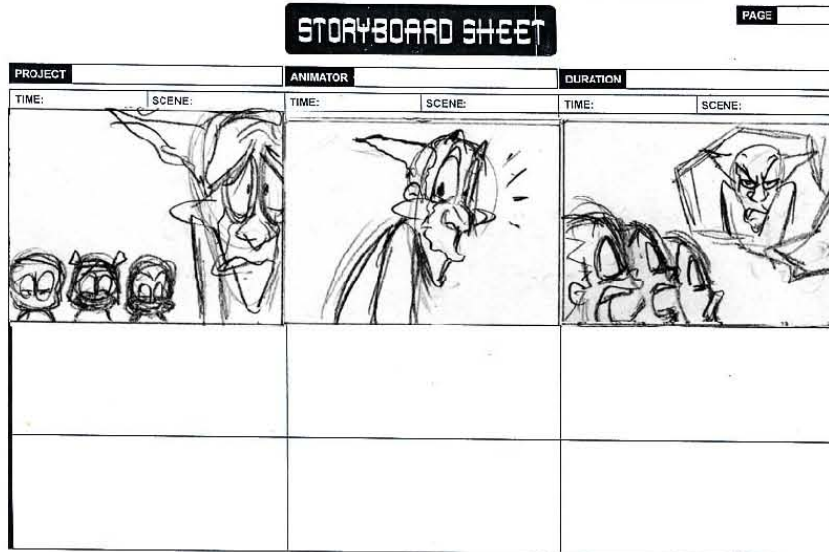 STORYBOARD SHEET
PAGE
PROJECT
ANIMATOR
DURATION
TIME: SCENE: TIME: SCENE: TIME: SCENE: